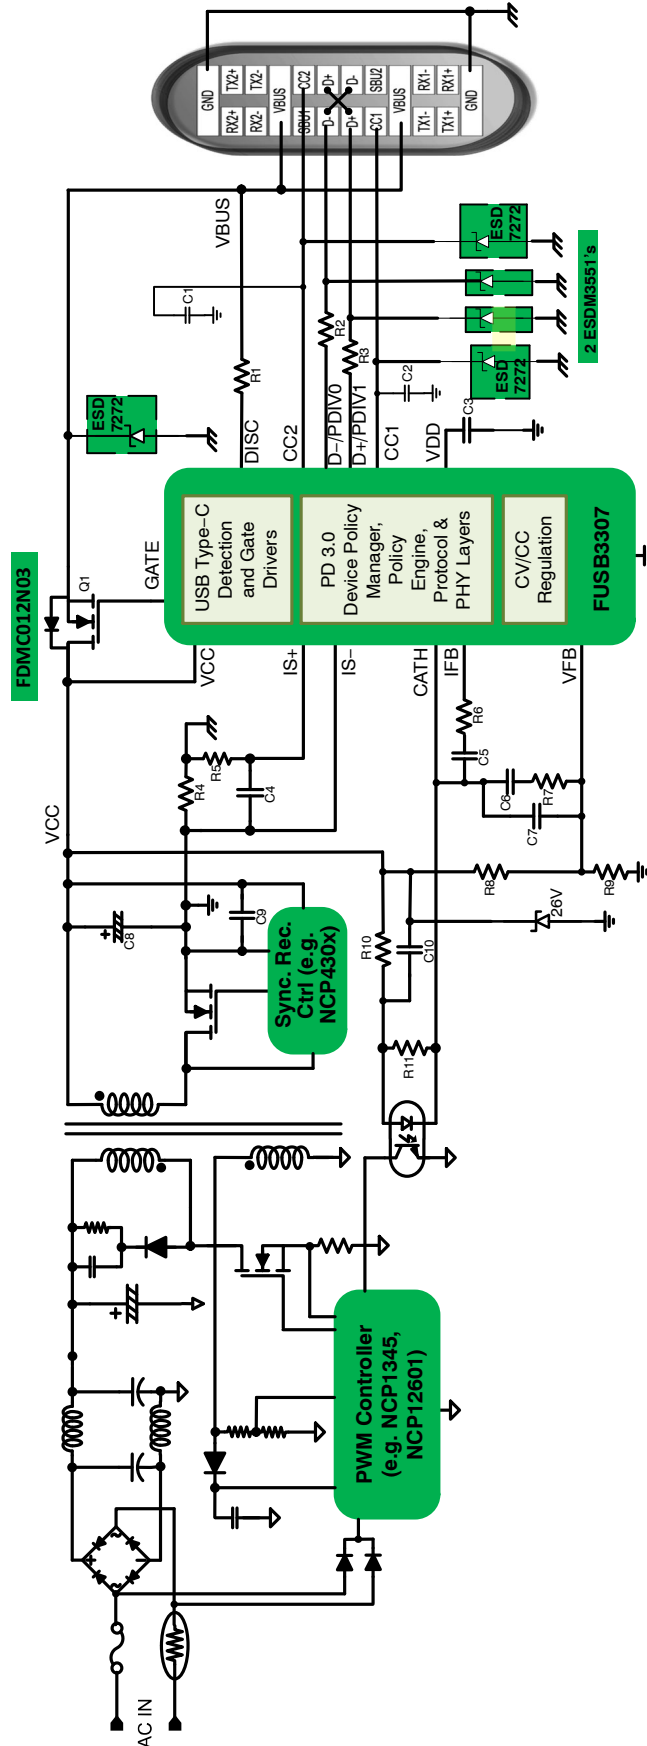 AC IN
PWM Controller
(e.g. NCP1345,
NCP12601)
VCC
C8
C9
Sync. Rec.
Ctrl (e.g.
NCP430x)
R4
R5
C4
R10
C10
R11
26V
R8
R9
C7
C6
R7
C5
R6
FDMC012N03
Q1
GATE
VCC
IS+
IS-
CATH
IFB
VFB
USB Type-C
Detection
and Gate
Drivers
PD 3.0
Device Policy
Manager,
Policy
Engine,
Protocol &
PHY Layers
CV/CC
Regulation
FUSB3307
DISC
CC2
D-/PDIV0
D+/PDIV1
CC1
VDD
ESD
7272
R1
C1
R2
R3
C2
C3
VBUS
ESD
7272
ESD
7272
2 ESDM3551's
GND
TX2+
TX2-
VBUS
CC2
D+
D-
SBU2
VBUS
RX1-
RX1+
GND
RX2+
RX2-
SBU1
D-
D+
CC1
TX1-
TX1+